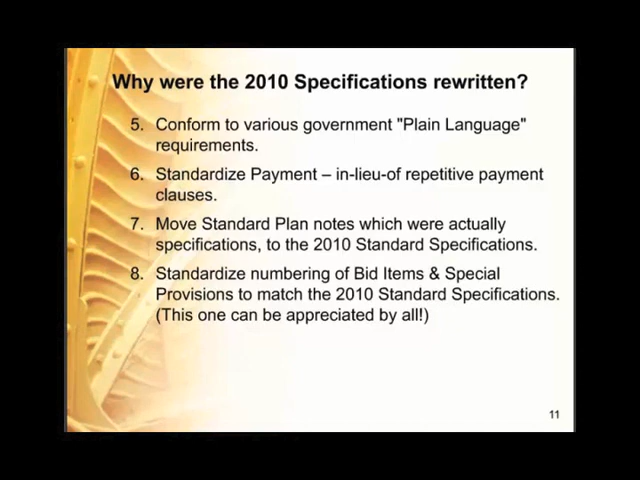 Why were the 2010 Specifications rewritten?
5. Conform to various government "Plain Language"
requirements.
6. Standardize Payment – in-lieu-of repetitive payment
clauses.
7. Move Standard Plan notes which were actually
specifications, to the 2010 Standard Specifications.
8. Standardize numbering of Bid Items & Special
Provisions to match the 2010 Standard Specifications.
(This one can be appreciated by all!)
11